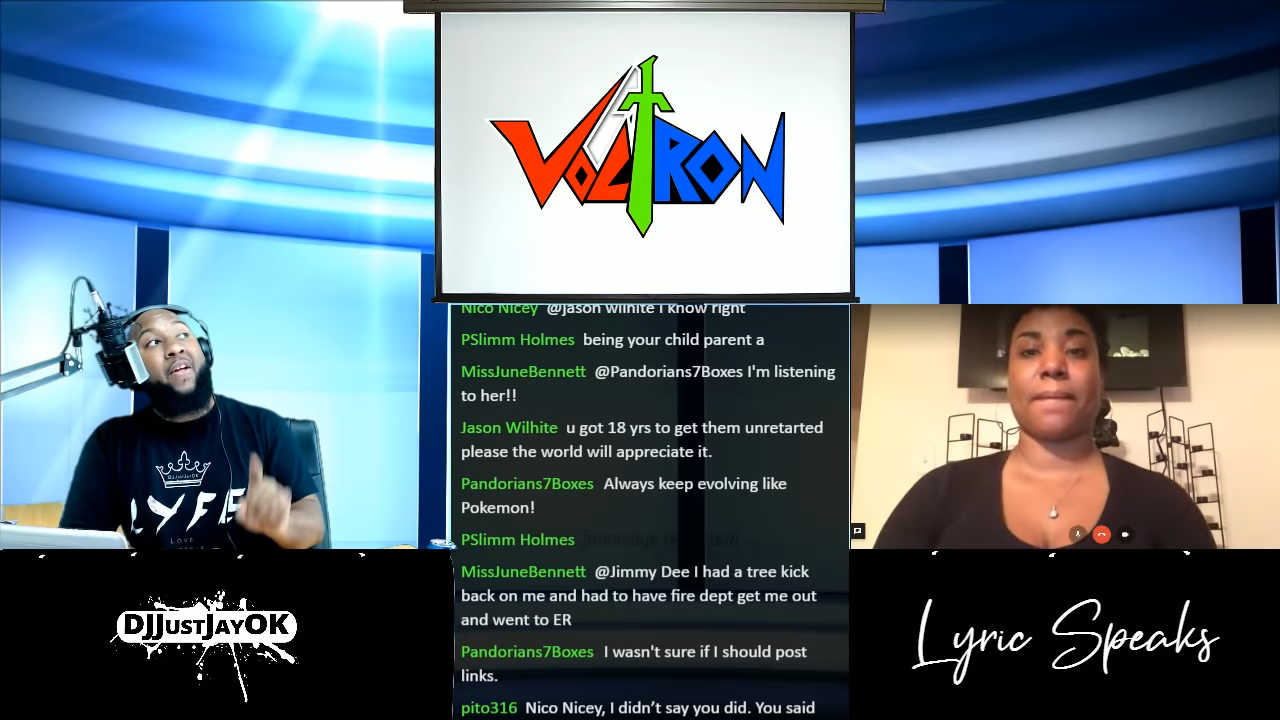 VOLTRON
Nico Nicey @Jason wilhite I know right
PSlimm Holmes being your child parent a
MissJuneBennett @Pandorians7Boxes I'm listening
to her!!
Jason Wilhite u got 18 yrs to get them unretarted
please the world will appreciate it.
Pandorians7Boxes Always keep evolving like
Pokemon!
PSlimm Holmes
MissJuneBennett @Jimmy Dee I had a tree kick
back on me and had to have fire dept get me out
and went to ER
Pandorians7Boxes I wasn't sure if I should post
links.
pito316 Nico Nicey, I didn’t say you did. You said
DJJustJayOK
LYFE
LOVE
DJJUSTJAYOK
Lyric Speaks